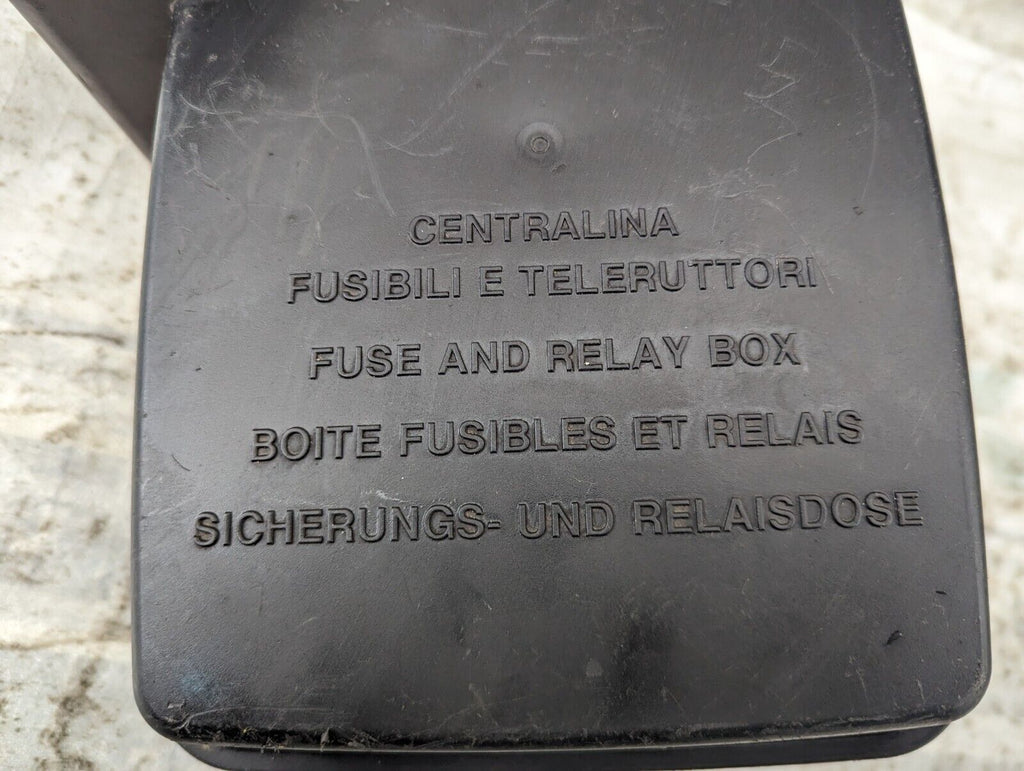 CENTRALINA
FUSIBILI E TELERUTTORI
FUSE AND RELAY BOX
BOITE FUSIBLES ET RELAIS
SICHERUNGS- UND RELAISDOSE